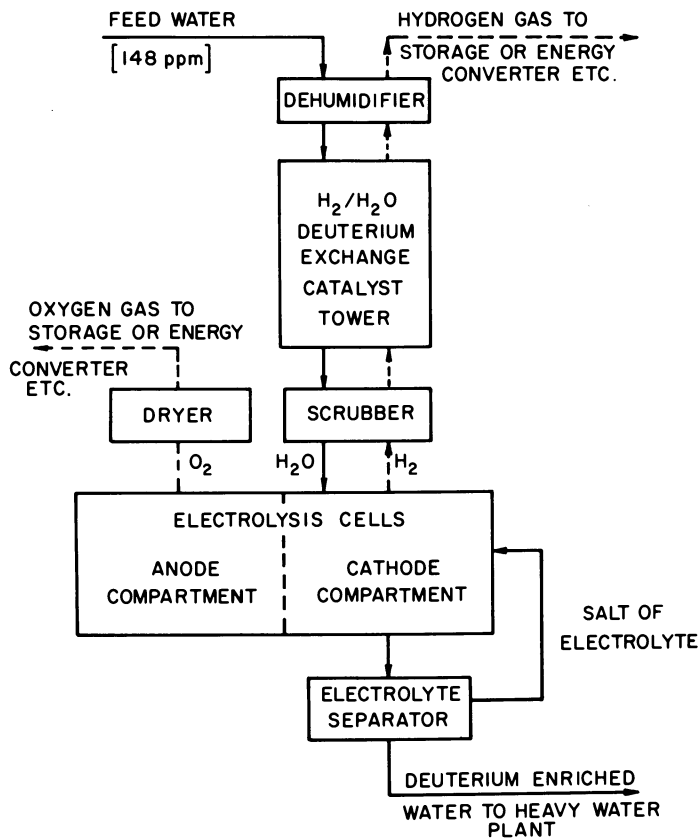 FEED WATER
[148 ppm]
HYDROGEN GAS TO
STORAGE OR ENERGY
CONVERTER ETC.
DEHUMIDIFIER
H₂/H₂O
DEUTERIUM
EXCHANGE
CATALYST
TOWER
OXYGEN GAS TO
STORAGE OR ENERGY
CONVERTER
ETC.
DRYER
SCRUBBER
O₂
H₂O
H₂
ELECTROLYSIS CELLS
ANODE
COMPARTMENT
CATHODE
COMPARTMENT
SALT OF
ELECTROLYTE
ELECTROLYTE
SEPARATOR
DEUTERIUM ENRICHED
WATER TO HEAVY WATER
PLANT